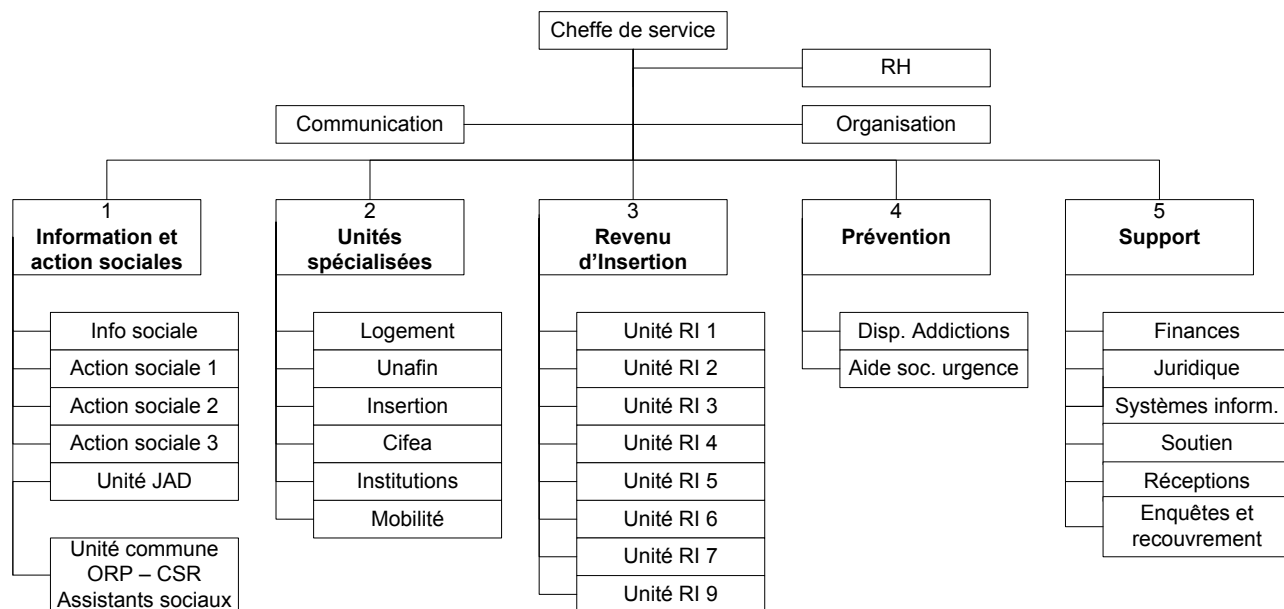 Cheffe de service
RH
Communication
Organisation
1
Information et
action sociales
Info sociale
Action sociale 1
Action sociale 2
Action sociale 3
Unité JAD
Unité commune
ORP – CSR
Assistants sociaux
2
Unités
spécialisées
Logement
Unafin
Insertion
Cifea
Institutions
Mobilité
3
Revenu
d'Insertion
Unité RI 1
Unité RI 2
Unité RI 3
Unité RI 4
Unité RI 5
Unité RI 6
Unité RI 7
Unité RI 9
4
Prévention
Disp. Addictions
Aide soc. urgence
5
Support
Finances
Juridique
Systèmes inform.
Soutien
Réceptions
Enquêtes et
recouvrement